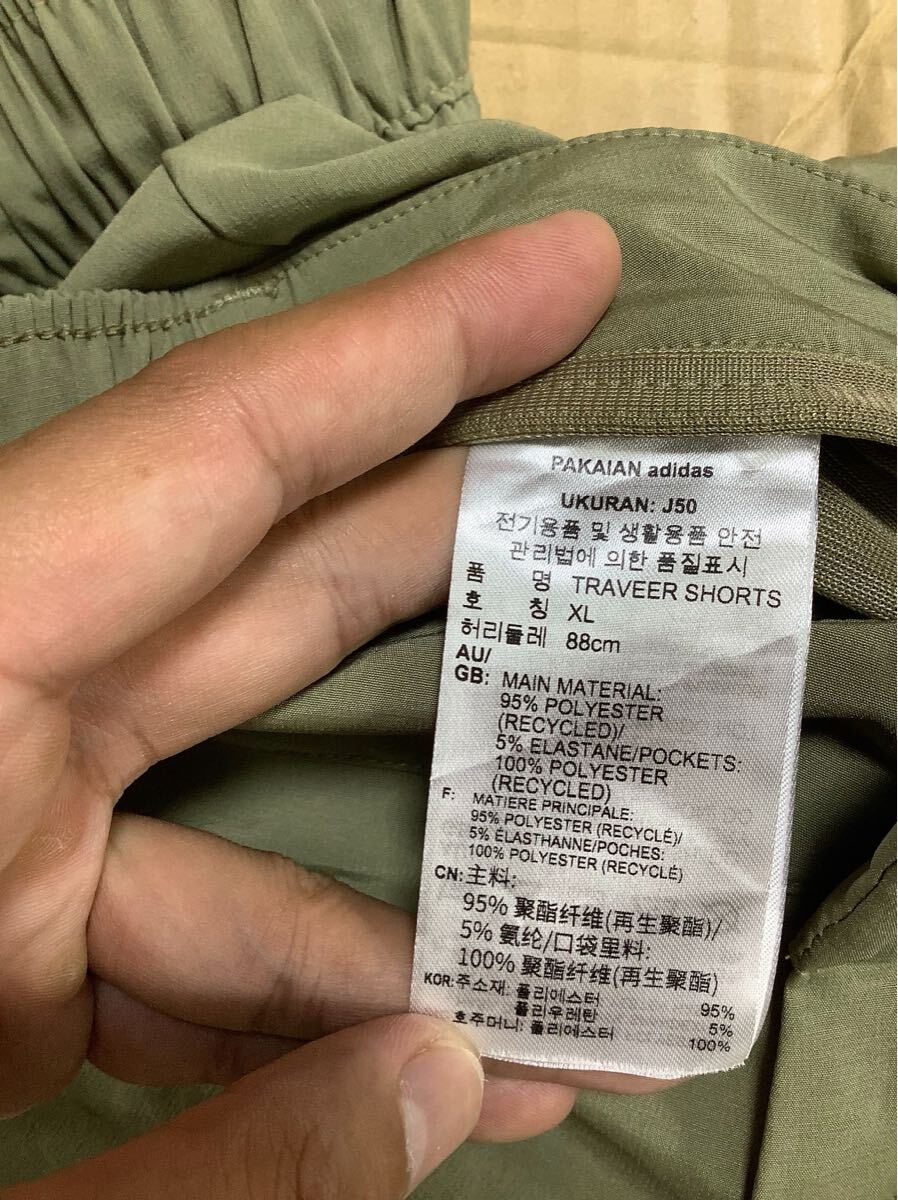 PAKAIAN adidas
UKURAN: J50
전기용품 및 생활용품 안전
관리법에 의한 품질표시
품 명 TRAVEER SHORTS
호 칭 XL
허리둘레 88cm
AU/
GB: MAIN MATERIAL:
95% POLYESTER
(RECYCLED)/
5% ELASTANE/POCKETS:
100% POLYESTER
(RECYCLED)
F: MATIERE PRINCIPALE:
95% POLYESTER (RECYCLÉ)/
5% ÉLASTHANNE/POCHES:
100% POLYESTER (RECYCLÉ)
CN: 主料:
95% 聚酯纤维(再生聚酯)/
5% 氨纶/口袋里料:
100% 聚酯纤维(再生聚酯)
KOR: 주소재: 폴리에스터 95%
폴리우레탄 5%
호주머니: 폴리에스터 100%